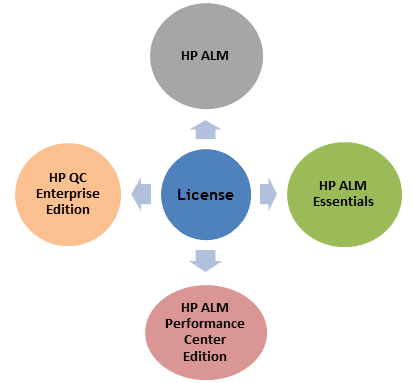 HP ALM
HP QC
Enterprise
Edition
License
HP ALM
Essentials
HP ALM
Performance
Center
Edition